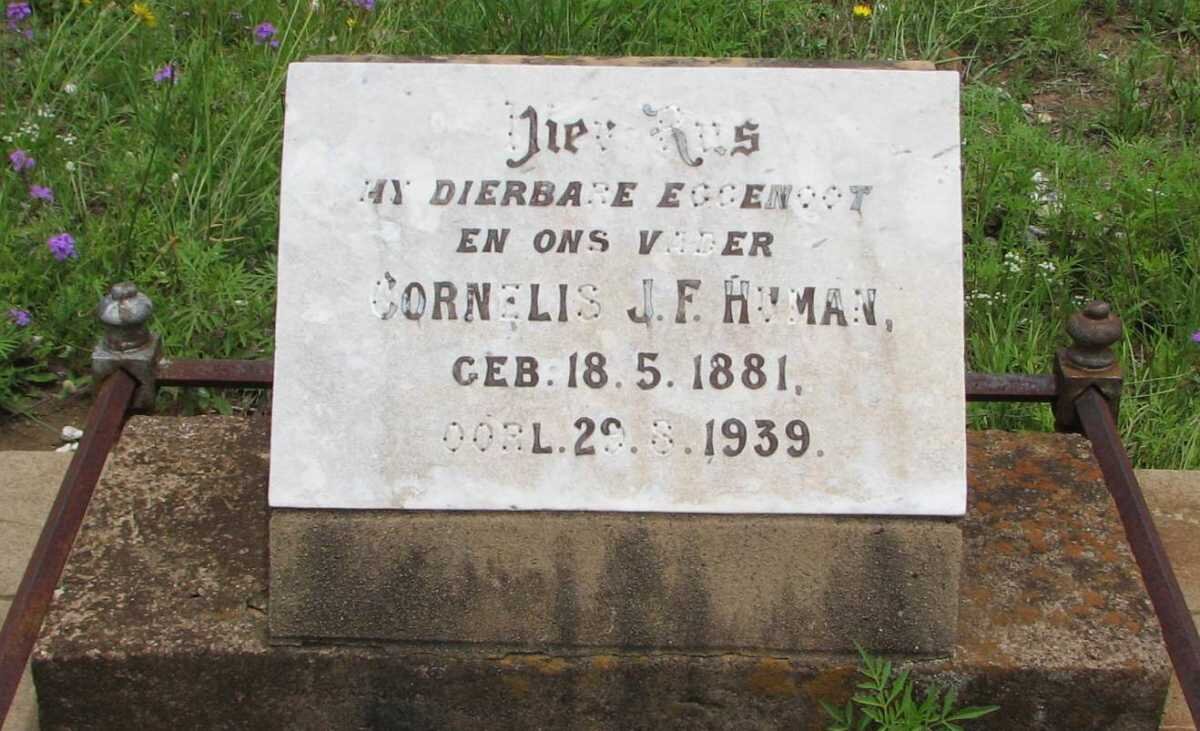 Hier Rus
MY DIERBARE EGGENOOT
EN ONS VADER
CORNELIS J.F. HUMAN,
GEB: 18.5.1881,
OORL. 29.8.1939.